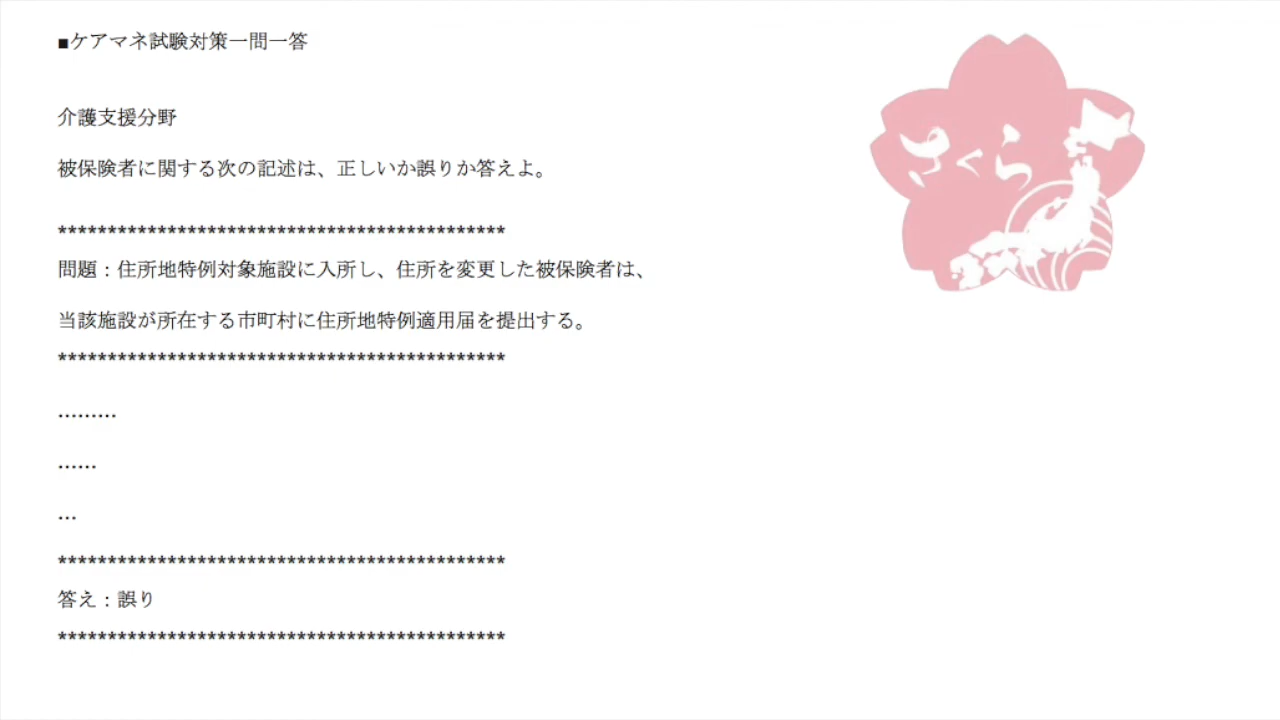 ■ケアマネ試験対策一問一答
介護支援分野
被保険者に関する次の記述は、正しいか誤りか答えよ。
*********************************************
問題：住所地特例対象施設に入所し、住所を変更した被保険者は、
当該施設が所在する市町村に住所地特例適用届を提出する。
*********************************************
………
……
…
*********************************************
答え：誤り
*********************************************
さくら